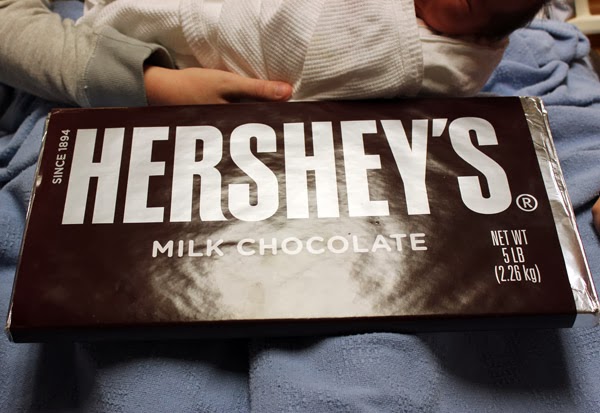 SINCE 1894
HERSHEY'S®
MILK CHOCOLATE
NET WT
5 LB
(2.26 kg)